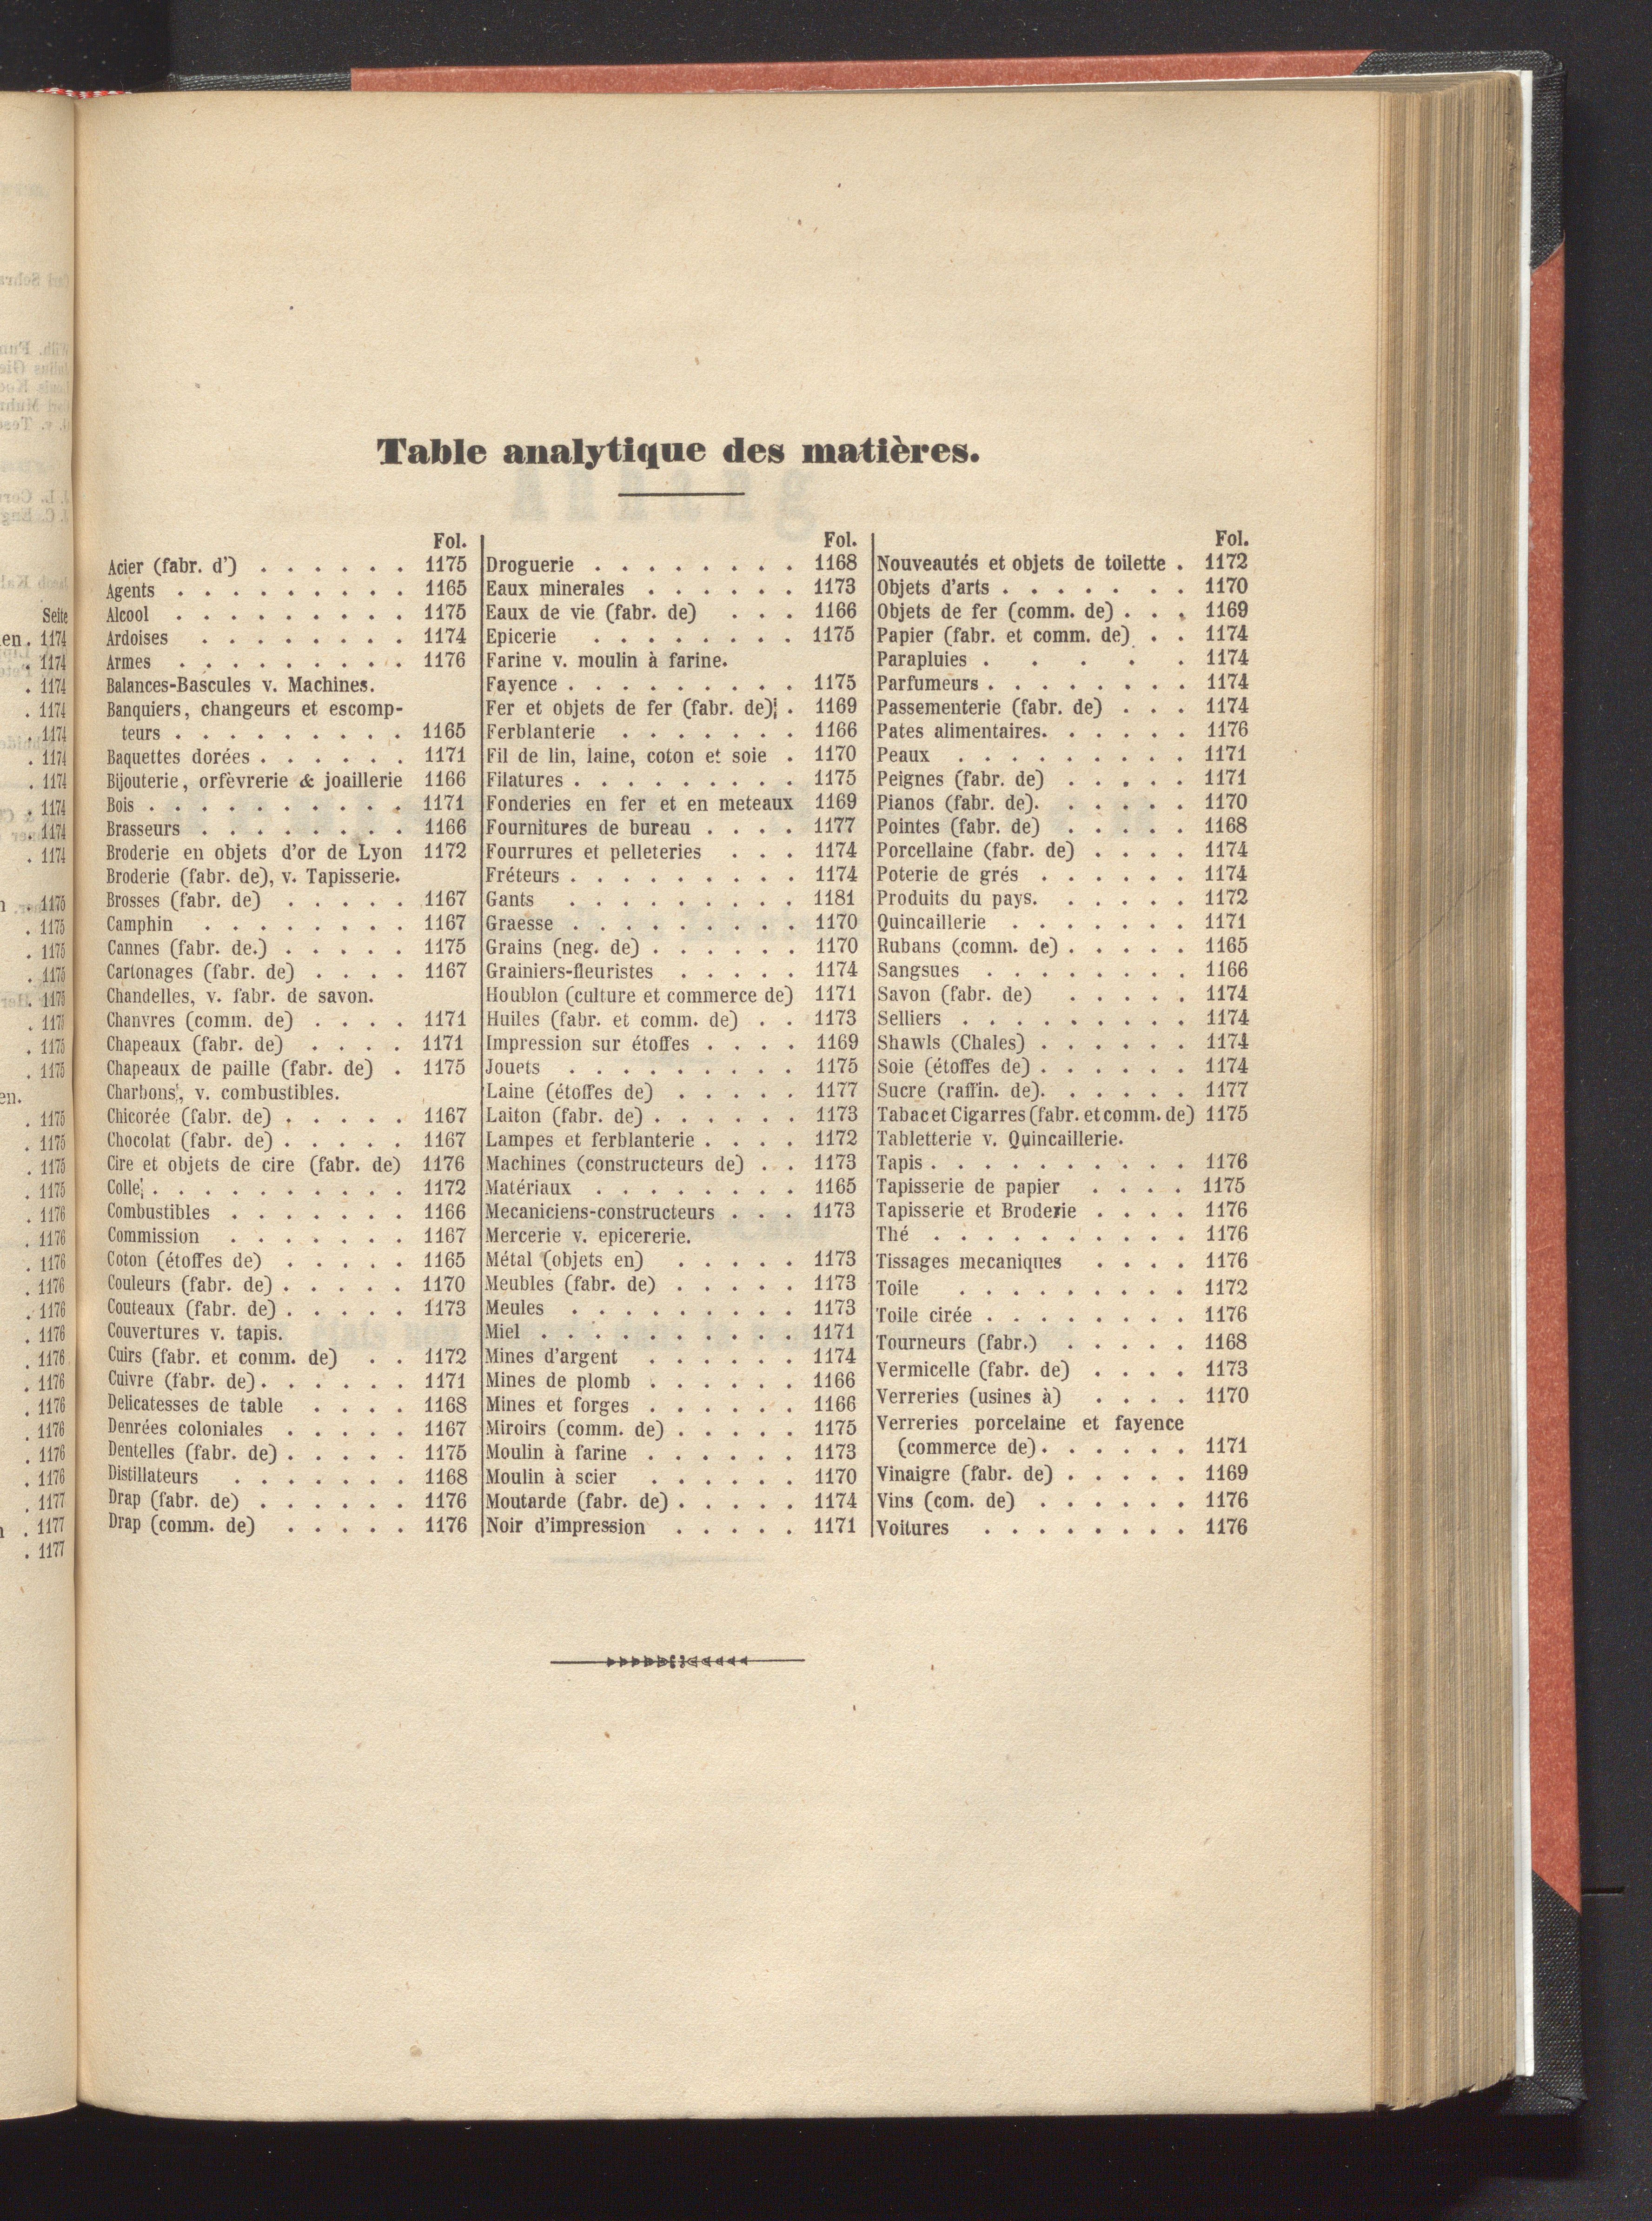 Table analytique des matières.
Fol.
Acier (fabr. d') . . . . . . 1175
Agents . . . . . . . . . 1165
Alcool . . . . . . . . . 1175
Ardoises . . . . . . . . 1174
Armes . . . . . . . . . 1176
Balances-Bascules v. Machines.
Banquiers, changeurs et escomp-
teurs . . . . . . . . . 1165
Baquettes dorées . . . . . . 1171
Bijouterie, orfèvrerie & joaillerie 1166
Bois . . . . . . . . . . 1171
Brasseurs . . . . . . . . 1166
Broderie en objets d'or de Lyon 1172
Broderie (fabr. de), v. Tapisserie.
Brosses (fabr. de) . . . . . 1167
Camphin . . . . . . . . 1167
Cannes (fabr. de.) . . . . . 1175
Cartonages (fabr. de) . . . . 1167
Chandelles, v. fabr. de savon.
Chanvres (comm. de) . . . . 1171
Chapeaux (fabr. de) . . . . 1171
Chapeaux de paille (fabr. de) . 1175
Charbons, v. combustibles.
Chicorée (fabr. de) . . . . . 1167
Chocolat (fabr. de) . . . . . 1167
Cire et objets de cire (fabr. de) 1176
Colle . . . . . . . . . . 1172
Combustibles . . . . . . . 1166
Commission . . . . . . . 1167
Coton (étoffes de) . . . . . 1165
Couleurs (fabr. de) . . . . . 1170
Couteaux (fabr. de) . . . . . 1173
Couvertures v. tapis.
Cuirs (fabr. et comm. de) . . 1172
Cuivre (fabr. de) . . . . . . 1171
Delicatesses de table . . . . 1168
Denrées coloniales . . . . . 1167
Dentelles (fabr. de) . . . . . 1175
Distillateurs . . . . . . . 1168
Drap (fabr. de) . . . . . . 1176
Drap (comm. de) . . . . . 1176
Fol.
Droguerie . . . . . . . . 1168
Eaux minerales . . . . . . 1173
Eaux de vie (fabr. de) . . . 1166
Epicerie . . . . . . . . 1175
Farine v. moulin à farine.
Fayence . . . . . . . . . 1175
Fer et objets de fer (fabr. de) . 1169
Ferblanterie . . . . . . . 1166
Fil de lin, laine, coton et soie . 1170
Filatures . . . . . . . . . 1175
Fonderies en fer et en meteaux 1169
Fournitures de bureau . . . . 1177
Fourrures et pelleteries . . . 1174
Fréteurs . . . . . . . . . 1174
Gants . . . . . . . . . 1181
Graesse . . . . . . . . . 1170
Grains (neg. de) . . . . . . 1170
Grainiers-fleuristes . . . . . 1174
Houblon (culture et commerce de) 1171
Huiles (fabr. et comm. de) . . 1173
Impression sur étoffes . . . . 1169
Jouets . . . . . . . . . 1175
Laine (étoffes de) . . . . . 1177
Laiton (fabr. de) . . . . . . 1173
Lampes et ferblanterie . . . . 1172
Machines (constructeurs de) . . 1173
Matériaux . . . . . . . . 1165
Mecaniciens-constructeurs . . . 1173
Mercerie v. epicererie.
Métal (objets en) . . . . . 1173
Meubles (fabr. de) . . . . . 1173
Meules . . . . . . . . . 1173
Miel . . . . . . . . . . 1171
Mines d'argent . . . . . . 1174
Mines de plomb . . . . . . 1166
Mines et forges . . . . . . 1166
Miroirs (comm. de) . . . . . 1175
Moulin à farine . . . . . . 1173
Moulin à scier . . . . . . 1170
Moutarde (fabr. de) . . . . . 1174
Noir d'impression . . . . . 1171
Fol.
Nouveautés et objets de toilette . 1172
Objets d'arts . . . . . . . 1170
Objets de fer (comm. de) . . . 1169
Papier (fabr. et comm. de) . . 1174
Parapluies . . . . . . 1174
Parfumeurs . . . . . . . . 1174
Passementerie (fabr. de) . . . 1174
Pates alimentaires. . . . . . 1176
Peaux . . . . . . . . . 1171
Peignes (fabr. de) . . . . . 1171
Pianos (fabr. de). . . . . . 1170
Pointes (fabr. de) . . . . . 1168
Porcellaine (fabr. de) . . . . 1174
Poterie de grés . . . . . . 1174
Produits du pays. . . . . . 1172
Quincaillerie . . . . . . . 1171
Rubans (comm. de) . . . . . 1165
Sangsues . . . . . . . . 1166
Savon (fabr. de) . . . . . 1174
Selliers . . . . . . . . . 1174
Shawls (Chales) . . . . . . 1174
Soie (étoffes de) . . . . . . 1174
Sucre (raffin. de). . . . . . 1177
Tabac et Cigarres (fabr. et comm. de) 1175
Tabletterie v. Quincaillerie.
Tapis . . . . . . . . . . 1176
Tapisserie de papier . . . . 1175
Tapisserie et Broderie . . . . 1176
Thé . . . . . . . . . . 1176
Tissages mecaniques . . . . 1176
Toile . . . . . . . . . 1172
Toile cirée . . . . . . . . 1176
Tourneurs (fabr.) . . . . . 1168
Vermicelle (fabr. de) . . . . 1173
Verreries (usines à) . . . . 1170
Verreries porcelaine et fayence
(commerce de) . . . . . . 1171
Vinaigre (fabr. de) . . . . . 1169
Vins (com. de) . . . . . . 1176
Voitures . . . . . . . . 1176